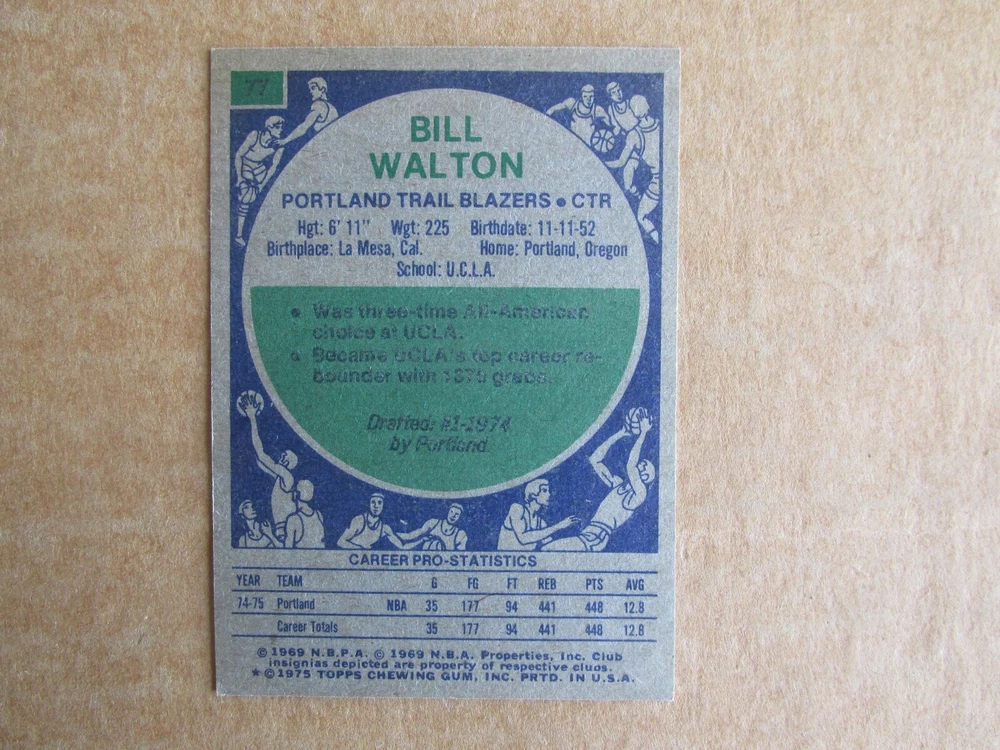 77
BILL
WALTON
PORTLAND TRAIL BLAZERS • CTR
Hgt: 6' 11" Wgt: 225 Birthdate: 11-11-52
Birthplace: La Mesa, Cal. Home: Portland, Oregon
School: U.C.L.A.
• Was three-time All-American
choice at UCLA.
• Became UCLA's top career re-
bounder with 1370 grabs.
Drafted: #1-1974
by Portland
CAREER PRO-STATISTICS
YEAR TEAM G FG FT REB PTS AVG
74-75 Portland NBA 35 177 94 441 448 12.8
Career Totals 35 177 94 441 448 12.8
© 1969 N.B.P.A. © 1969 N.B.A. Properties, Inc. Club
insignias depicted are property of respective clubs.
★ © 1975 TOPPS CHEWING GUM, INC. PRTD. IN U.S.A.